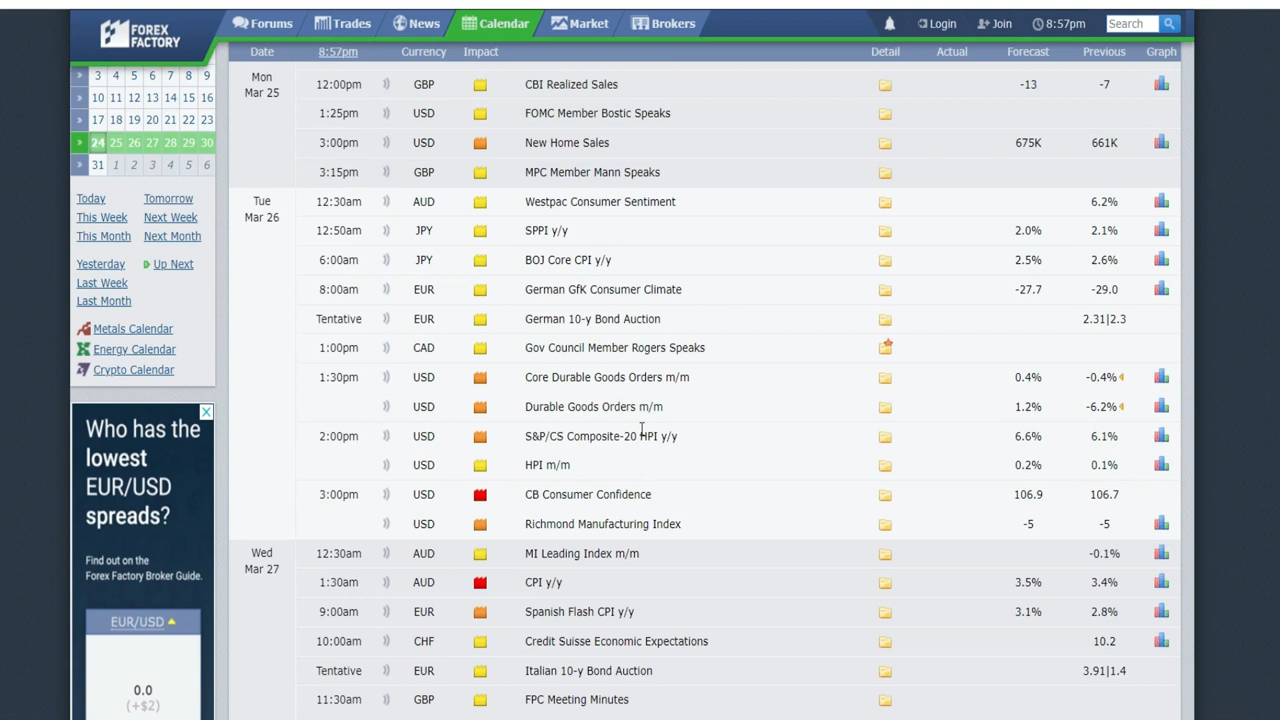 FOREX
FACTORY
Forums Trades News Calendar Market Brokers Login Join 8:57pm Search
Date 8:57pm Currency Impact Detail Actual Forecast Previous Graph
» 3 4 5 6 7 8 9
» 10 11 12 13 14 15 16
» 17 18 19 20 21 22 23
» 24 25 26 27 28 29 30
» 31 1 2 3 4 5 6
Today Tomorrow
This Week Next Week
This Month Next Month
Yesterday Up Next
Last Week
Last Month
Metals Calendar
Energy Calendar
Crypto Calendar
Who has the
lowest
EUR/USD
spreads?
Find out on the
Forex Factory Broker Guide.
EUR/USD
0.0
(+$2)
Mon
Mar 25
12:00pm GBP CBI Realized Sales -13 -7
1:25pm USD FOMC Member Bostic Speaks
3:00pm USD New Home Sales 675K 661K
3:15pm GBP MPC Member Mann Speaks
Tue
Mar 26
12:30am AUD Westpac Consumer Sentiment 6.2%
12:50am JPY SPPI y/y 2.0% 2.1%
6:00am JPY BOJ Core CPI y/y 2.5% 2.6%
8:00am EUR German GfK Consumer Climate -27.7 -29.0
Tentative EUR German 10-y Bond Auction 2.31|2.3
1:00pm CAD Gov Council Member Rogers Speaks
1:30pm USD Core Durable Goods Orders m/m 0.4% -0.4%
USD Durable Goods Orders m/m 1.2% -6.2%
2:00pm USD S&P/CS Composite-20 HPI y/y 6.6% 6.1%
USD HPI m/m 0.2% 0.1%
3:00pm USD CB Consumer Confidence 106.9 106.7
USD Richmond Manufacturing Index -5 -5
Wed
Mar 27
12:30am AUD MI Leading Index m/m -0.1%
1:30am AUD CPI y/y 3.5% 3.4%
9:00am EUR Spanish Flash CPI y/y 3.1% 2.8%
10:00am CHF Credit Suisse Economic Expectations 10.2
Tentative EUR Italian 10-y Bond Auction 3.91|1.4
11:30am GBP FPC Meeting Minutes